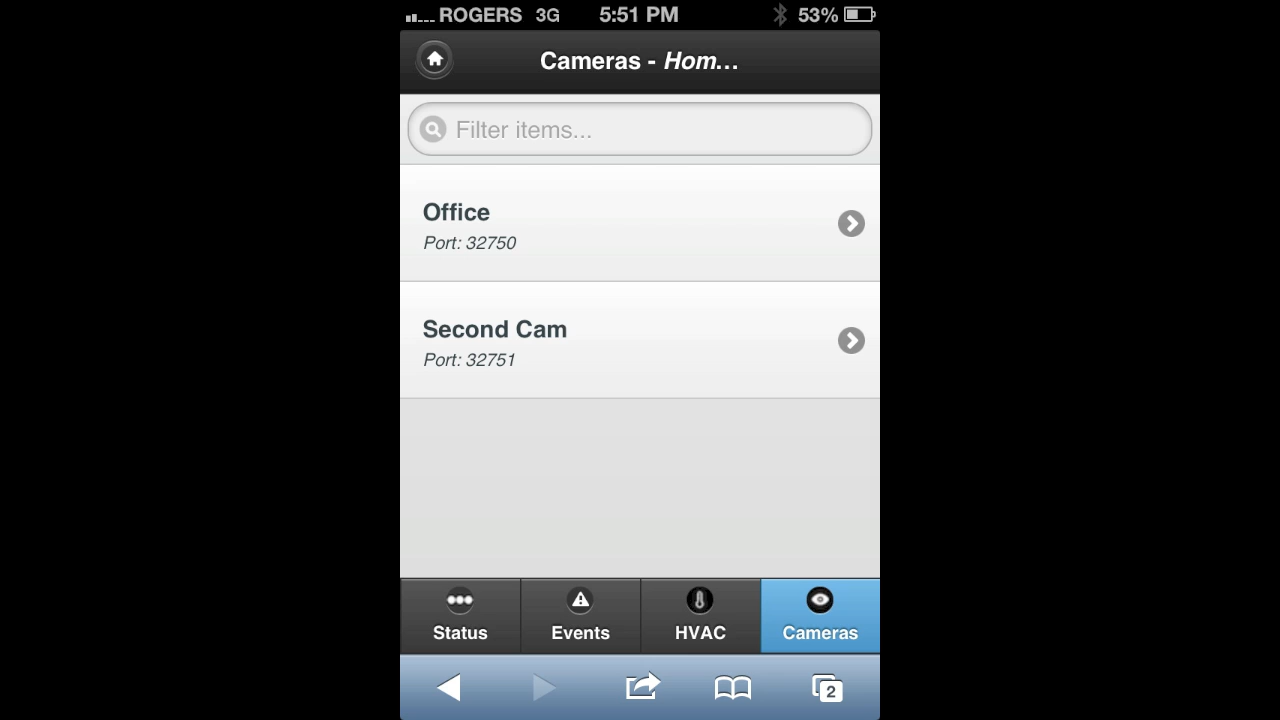 ROGERS 3G 5:51 PM 53%
Cameras - Hom...
Filter items...
Office
Port: 32750
Second Cam
Port: 32751
Status Events HVAC Cameras
2